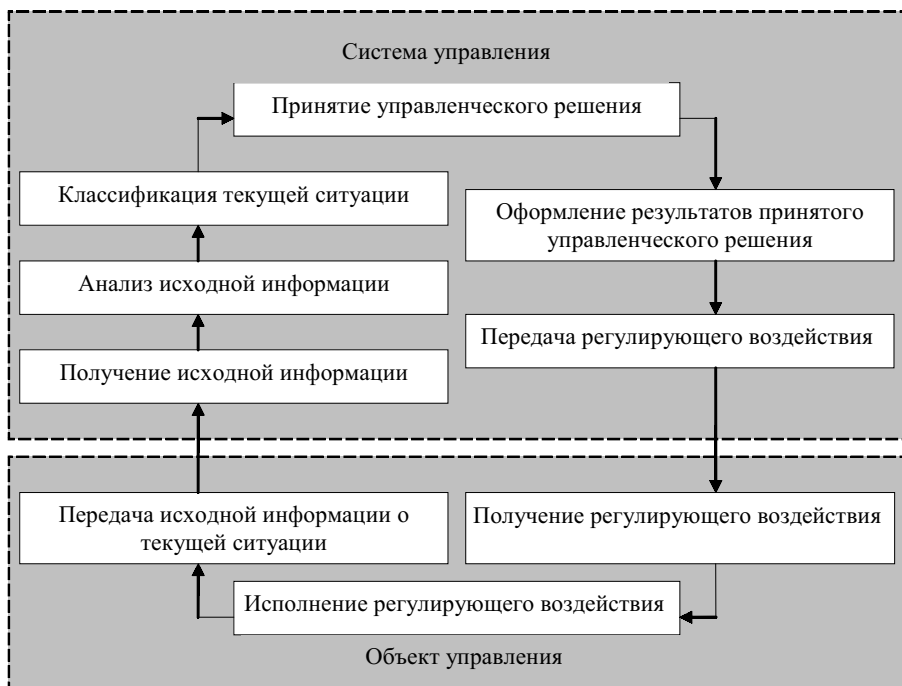 Система управления
Принятие управленческого решения
Классификация текущей ситуации
Оформление результатов принятого
управленческого решения
Анализ исходной информации
Передача регулирующего воздействия
Получение исходной информации
Передача исходной информации о
текущей ситуации
Получение регулирующего воздействия
Исполнение регулирующего воздействия
Объект управления